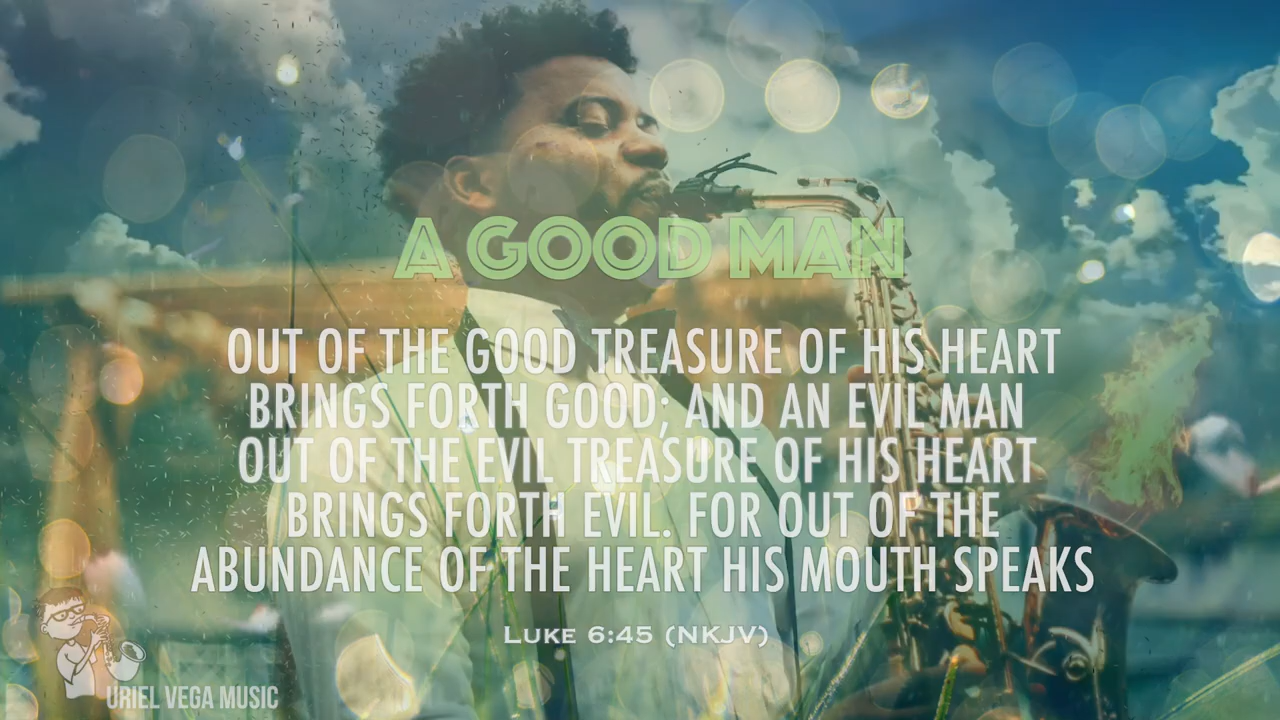 A GOOD MAN
OUT OF THE GOOD TREASURE OF HIS HEART
BRINGS FORTH GOOD; AND AN EVIL MAN
OUT OF THE EVIL TREASURE OF HIS HEART
BRINGS FORTH EVIL. FOR OUT OF THE
ABUNDANCE OF THE HEART HIS MOUTH SPEAKS
LUKE 6:45 (NKJV)
URIEL VEGA MUSIC